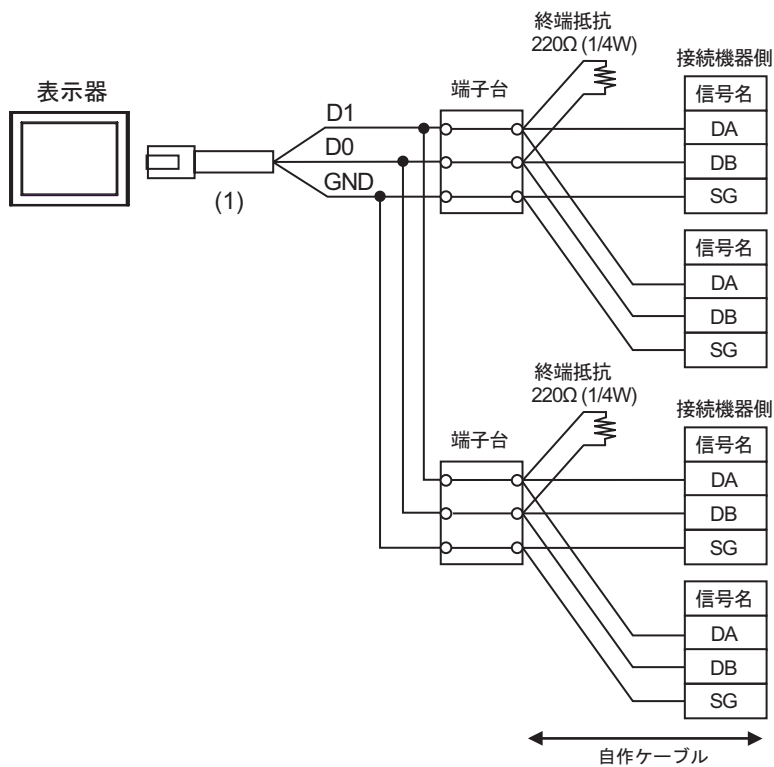 表示器
(1)
D1
D0
GND
端子台
終端抵抗
220Ω (1/4W)
接続機器側
信号名
DA
DB
SG
信号名
DA
DB
SG
端子台
終端抵抗
220Ω (1/4W)
接続機器側
信号名
DA
DB
SG
信号名
DA
DB
SG
自作ケーブル